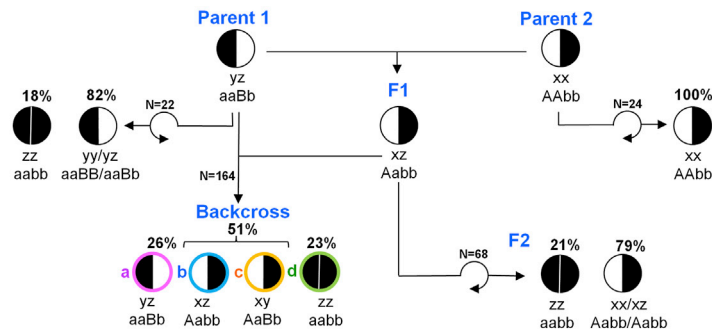 Parent 1
Parent 2
yz
aaBb
xx
AAbb
F1
18%
82%
N=22
N=24
100%
zz
aabb
yy/yz
aaBB/aaBb
xz
Aabb
xx
AAbb
N=164
Backcross
51%
F2
26%
23%
N=68
21%
79%
a
b
c
d
yz
aaBb
xz
Aabb
xy
AaBb
zz
aabb
zz
aabb
xx/xz
Aabb/Aabb